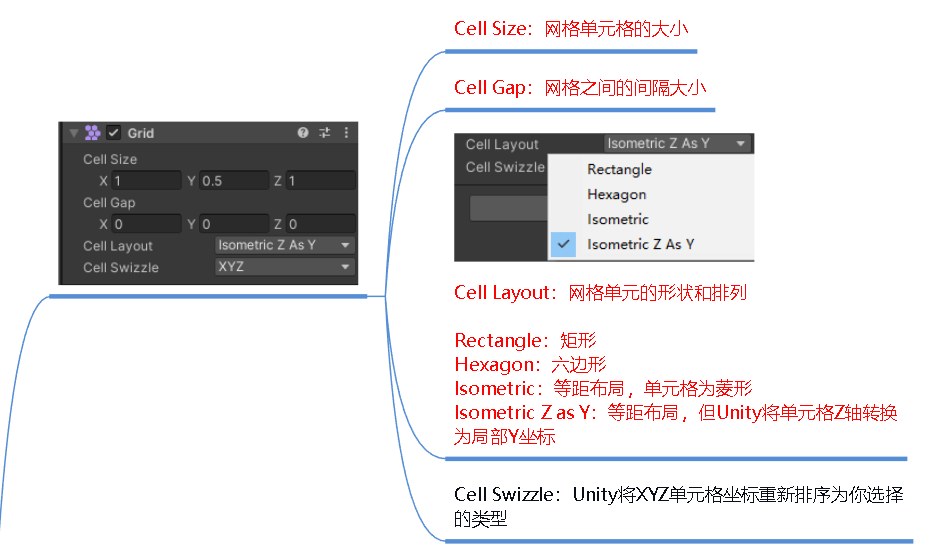 Grid
Cell Size
X 1 Y 0.5 Z 1
Cell Gap
X 0 Y 0 Z 0
Cell Layout Isometric Z As Y
Cell Swizzle XYZ
Cell Size：网格单元格的大小
Cell Gap：网格之间的间隔大小
Cell Layout Isometric Z As Y
Cell Swizzle
Rectangle
Hexagon
Isometric
Isometric Z As Y
Cell Layout：网格单元的形状和排列
Rectangle：矩形
Hexagon：六边形
Isometric：等距布局，单元格为菱形
Isometric Z as Y：等距布局，但Unity将单元格Z轴转换
为局部Y坐标
Cell Swizzle：Unity将XYZ单元格坐标重新排序为你选择
的类型